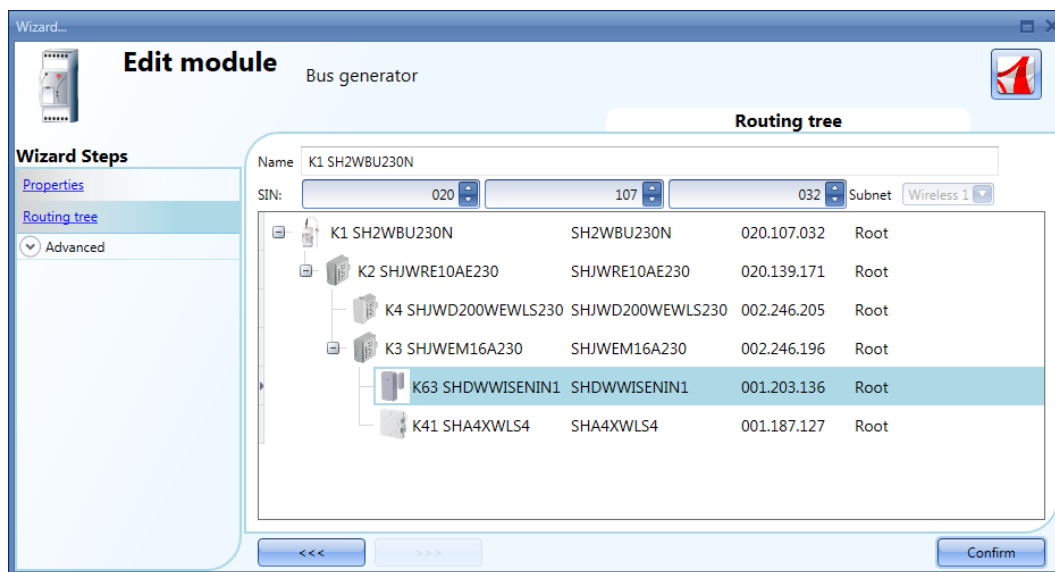 Wizard...
Edit module
Bus generator
Routing tree
Wizard Steps
Properties
Routing tree
Advanced
Name K1 SH2WBU230N
SIN: 020 107 032 Subnet Wireless 1
K1 SH2WBU230N SH2WBU230N 020.107.032 Root
K2 SHJWRE10AE230 SHJWRE10AE230 020.139.171 Root
K4 SHJWD200WEWLS230 SHJWD200WEWLS230 002.246.205 Root
K3 SHJWEM16A230 SHJWEM16A230 002.246.196 Root
K63 SHDWWISENIN1 SHDWWISENIN1 001.203.136 Root
K41 SHA4XWLS4 SHA4XWLS4 001.187.127 Root
<<< >>> Confirm